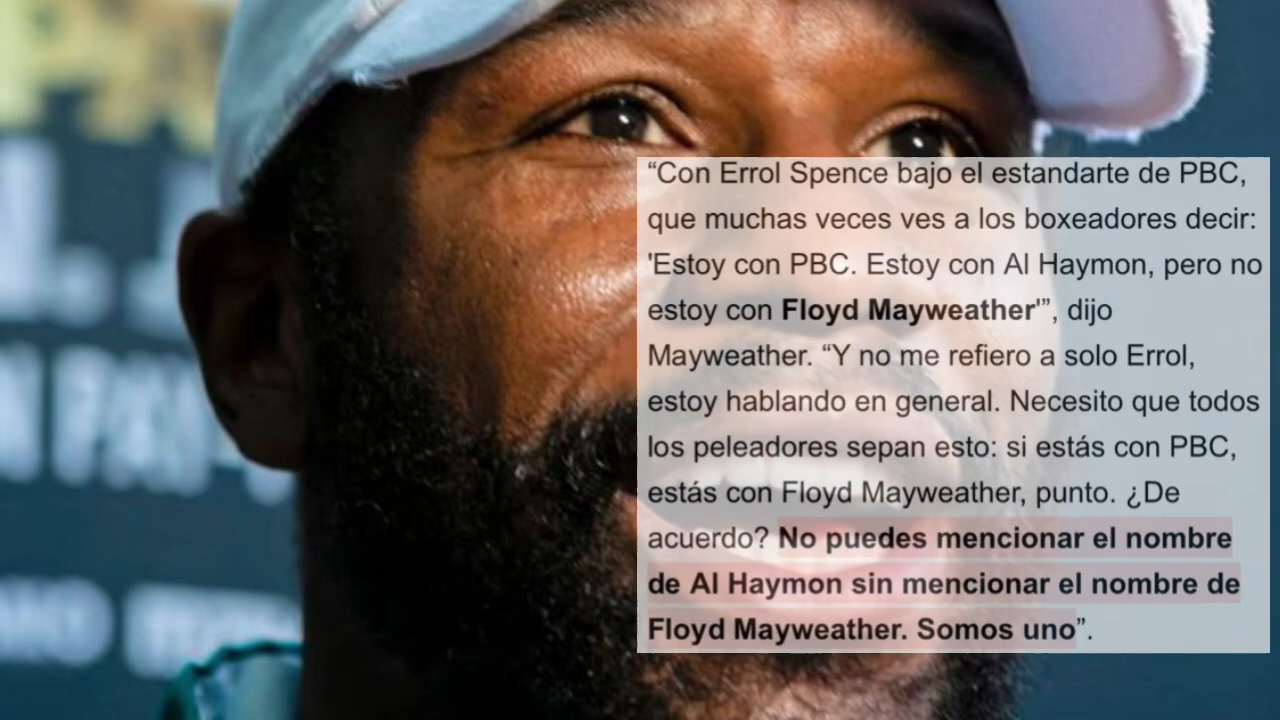 “Con Errol Spence bajo el estandarte de PBC,
que muchas veces ves a los boxeadores decir:
'Estoy con PBC. Estoy con Al Haymon, pero no
estoy con Floyd Mayweather'”, dijo
Mayweather. “Y no me refiero a solo Errol,
estoy hablando en general. Necesito que todos
los peleadores sepan esto: si estás con PBC,
estás con Floyd Mayweather, punto. ¿De
acuerdo? No puedes mencionar el nombre
de Al Haymon sin mencionar el nombre de
Floyd Mayweather. Somos uno”.